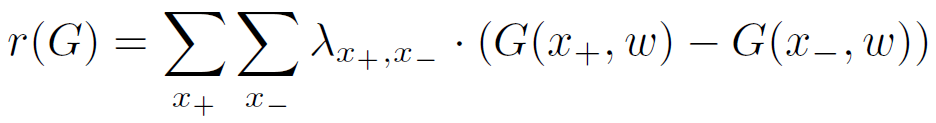 r(G) = ∑_{x_+} ∑_{x_-} λ_{x_+,x_-} · (G(x_+, w) − G(x_-, w))